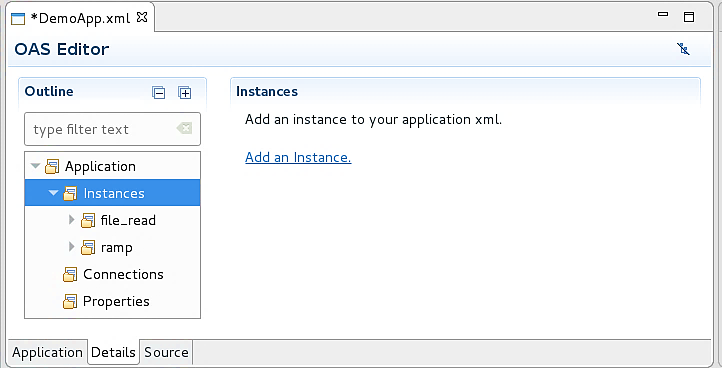 *DemoApp.xml
OAS Editor
Outline
type filter text
Application
Instances
file_read
ramp
Connections
Properties
Instances
Add an instance to your application xml.
Add an Instance.
Application Details Source